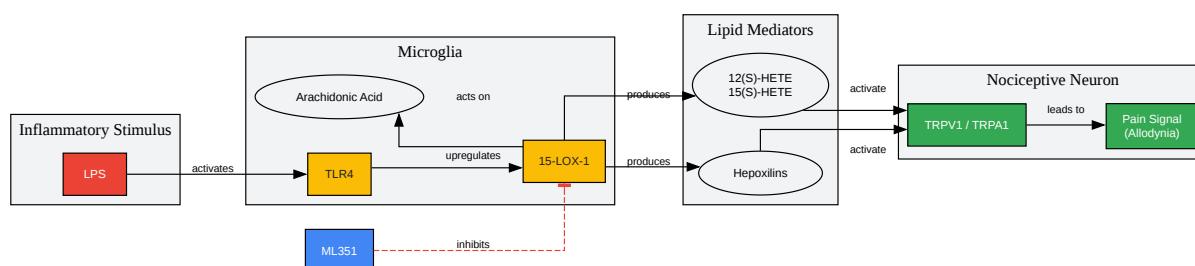 Inflammatory Stimulus
LPS
activates
Microglia
Arachidonic Acid
acts on
TLR4
upregulates
15-LOX-1
ML351
inhibits
produces
produces
Lipid Mediators
12(S)-HETE
15(S)-HETE
Hepoxilins
activate
activate
Nociceptive Neuron
TRPV1 / TRPA1
leads to
Pain Signal
(Allodynia)